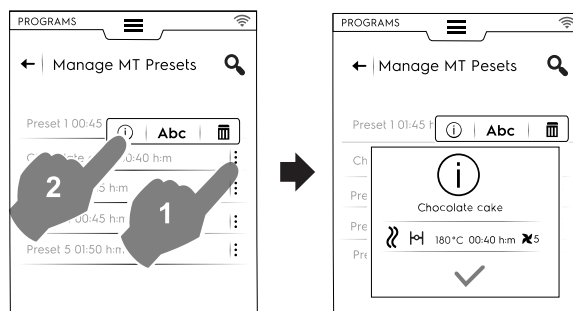 PROGRAMS
Manage MT Presets
Preset 1 00:45
Abc
0:40 h:m
2
5 h:m
1
00:45 h:m
Preset 5 01:50 h:m
PROGRAMS
Manage MT Pesets
Preset 1 01:45 h
Abc
Ch
i
Chocolate cake
Pre
180°C 00:40 h:m 5
Pre
Pre